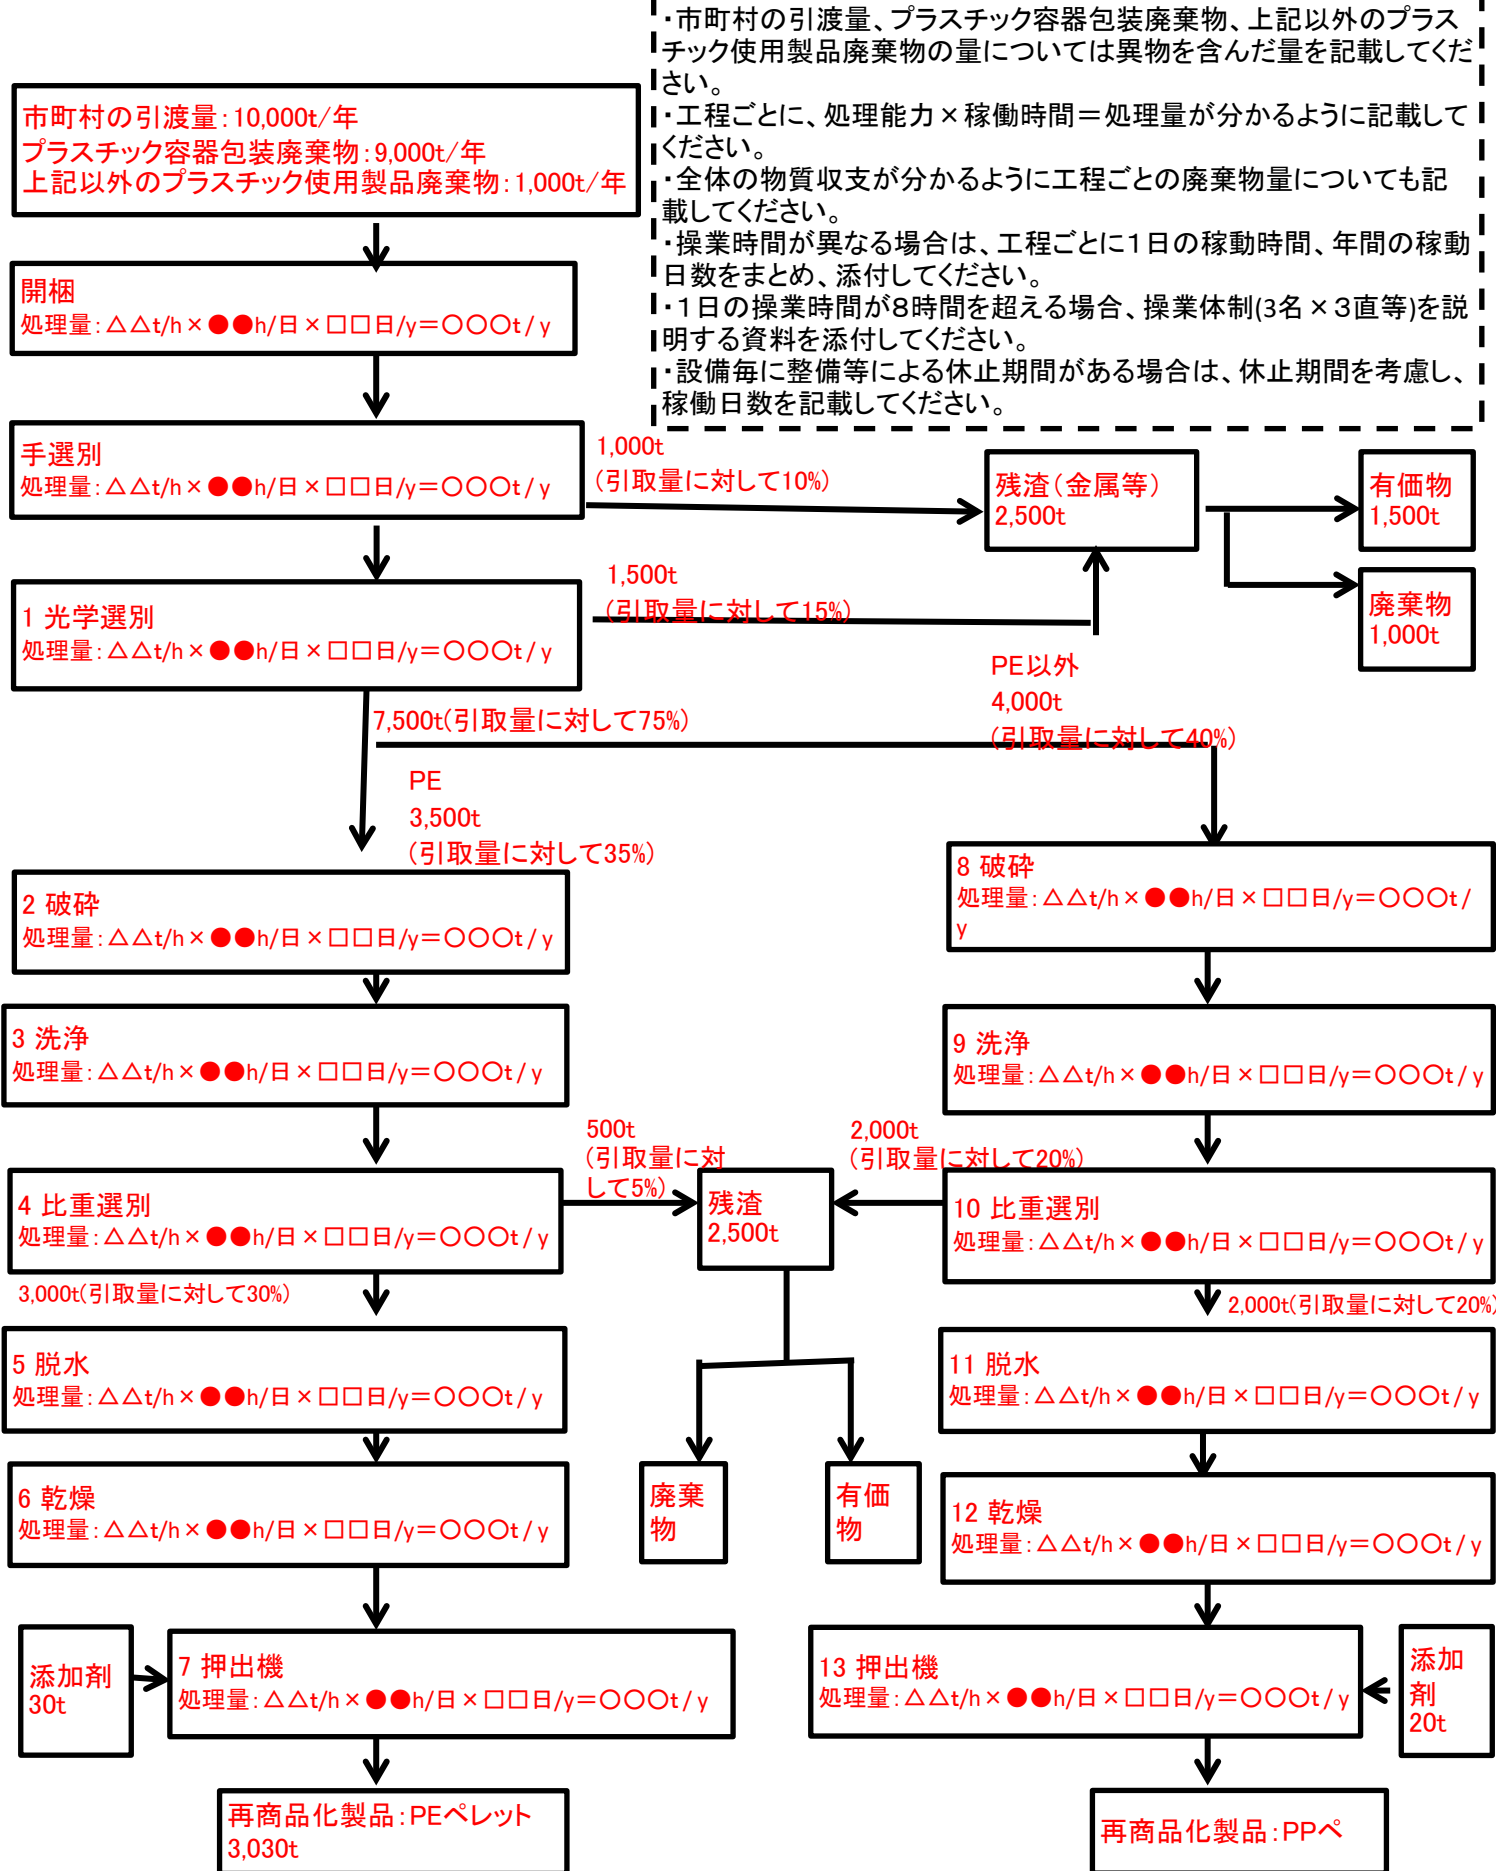 ・市町村の引渡量、プラスチック容器包装廃棄物、上記以外のプラス
チック使用製品廃棄物の量については異物を含んだ量を記載してくだ
さい。
・工程ごとに、処理能力×稼働時間＝処理量が分かるように記載して
ください。
・全体の物質収支が分かるように工程ごとの廃棄物量についても記
載してください。
・操業時間が異なる場合は、工程ごとに１日の稼動時間、年間の稼動
日数をまとめ、添付してください。
・１日の操業時間が８時間を超える場合、操業体制(3名×３直等)を説
明する資料を添付してください。
・設備毎に整備等による休止期間がある場合は、休止期間を考慮し、
稼働日数を記載してください。
市町村の引渡量：10,000t/年
プラスチック容器包装廃棄物：9,000t/年
上記以外のプラスチック使用製品廃棄物：1,000t/年
開梱
処理量：△△t/h×●●h/日×□□日/y＝〇〇〇t/y
手選別
処理量：△△t/h×●●h/日×□□日/y＝〇〇〇t/y
1,000t
(引取量に対して10%)
残渣（金属等）
2,500t
有価物
1,500t
廃棄物
1,000t
1 光学選別
処理量：△△t/h×●●h/日×□□日/y＝〇〇〇t/y
1,500t
(引取量に対して15%)
7,500t(引取量に対して75%)
PE以外
4,000t
(引取量に対して40%)
PE
3,500t
(引取量に対して35%)
2 破砕
処理量：△△t/h×●●h/日×□□日/y＝〇〇〇t/y
8 破砕
処理量：△△t/h×●●h/日×□□日/y＝〇〇〇t/
y
3 洗浄
処理量：△△t/h×●●h/日×□□日/y＝〇〇〇t/y
9 洗浄
処理量：△△t/h×●●h/日×□□日/y＝〇〇〇t/y
500t
(引取量に対
して5%)
2,000t
(引取量に対して20%)
4 比重選別
処理量：△△t/h×●●h/日×□□日/y＝〇〇〇t/y
残渣
2,500t
10 比重選別
処理量：△△t/h×●●h/日×□□日/y＝〇〇〇t/y
3,000t(引取量に対して30%)
2,000t(引取量に対して20%)
5 脱水
処理量：△△t/h×●●h/日×□□日/y＝〇〇〇t/y
11 脱水
処理量：△△t/h×●●h/日×□□日/y＝〇〇〇t/y
6 乾燥
処理量：△△t/h×●●h/日×□□日/y＝〇〇〇t/y
廃棄
物
有価
物
12 乾燥
処理量：△△t/h×●●h/日×□□日/y＝〇〇〇t/y
添加剤
30t
7 押出機
処理量：△△t/h×●●h/日×□□日/y＝〇〇〇t/y
13 押出機
処理量：△△t/h×●●h/日×□□日/y＝〇〇〇t/y
添加
剤
20t
再商品化製品：PEペレット
3,030t
再商品化製品：PPペ